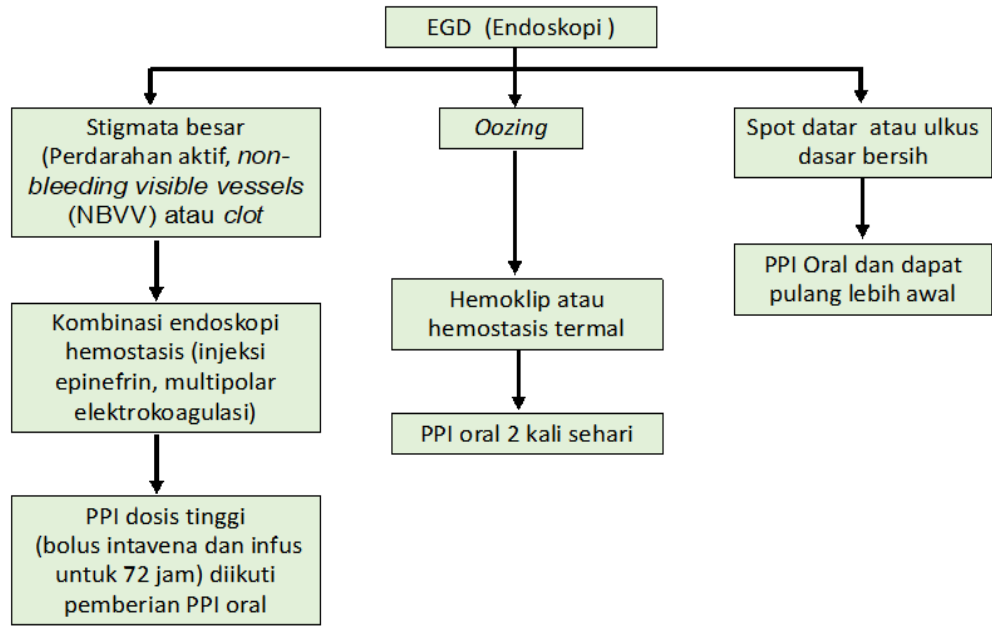 EGD (Endoskopi )
Stigmata besar
(Perdarahan aktif, non-
bleeding visible vessels
(NBVV) atau clot
Kombinasi endoskopi
hemostasis (injeksi
epinefrin, multipolar
elektrokoagulasi)
PPI dosis tinggi
(bolus intavena dan infus
untuk 72 jam) diikuti
pemberian PPI oral
Oozing
Hemoklip atau
hemostasis termal
PPI oral 2 kali sehari
Spot datar atau ulkus
dasar bersih
PPI Oral dan dapat
pulang lebih awal